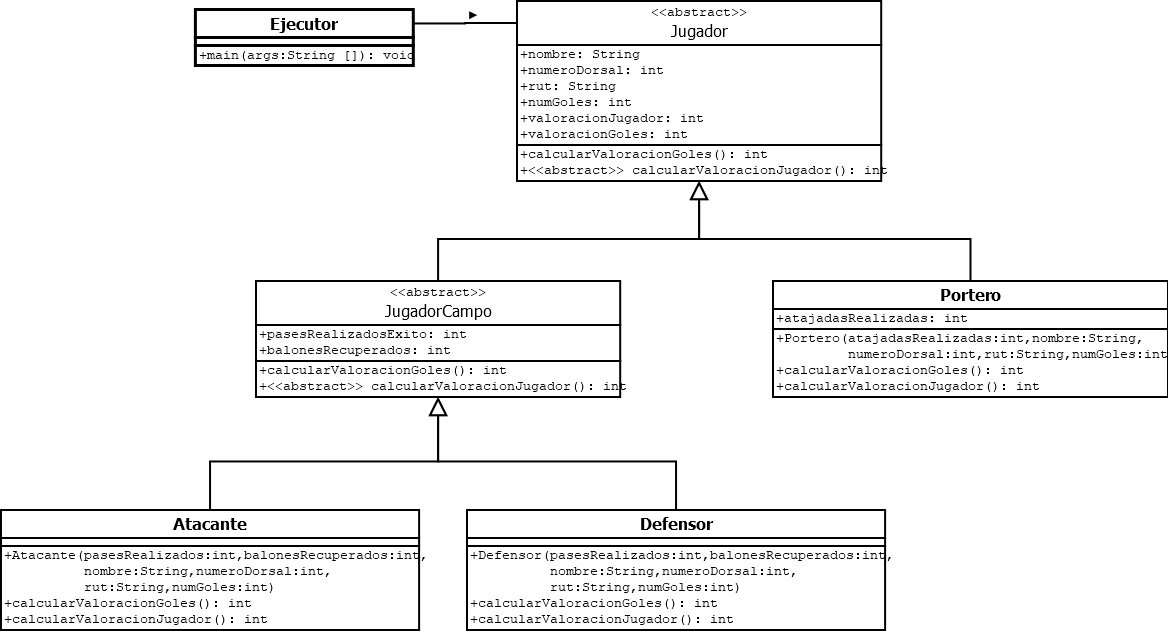 Ejecutor
+main(args:String []): void
<<abstract>>
Jugador
+nombre: String
+numeroDorsal: int
+rut: String
+numGoles: int
+valoracionJugador: int
+valoracionGoles: int
+calcularValoracionGoles(): int
+<<abstract>> calcularValoracionJugador(): int
<<abstract>>
JugadorCampo
+pasesRealizadosExito: int
+balonesRecuperados: int
+calcularValoracionGoles(): int
+<<abstract>> calcularValoracionJugador(): int
Portero
+atajadasRealizadas: int
+Portero(atajadasRealizadas:int,nombre:String,
numeroDorsal:int,rut:String,numGoles:int
+calcularValoracionGoles(): int
+calcularValoracionJugador(): int
Atacante
+Atacante(pasesRealizados:int,balonesRecuperados:int,
nombre:String,numeroDorsal:int,
rut:String,numGoles:int)
+calcularValoracionGoles(): int
+calcularValoracionJugador(): int
Defensor
+Defensor(pasesRealizados:int,balonesRecuperados:int,
nombre:String,numeroDorsal:int,
rut:String,numGoles:int)
+calcularValoracionGoles(): int
+calcularValoracionJugador(): int